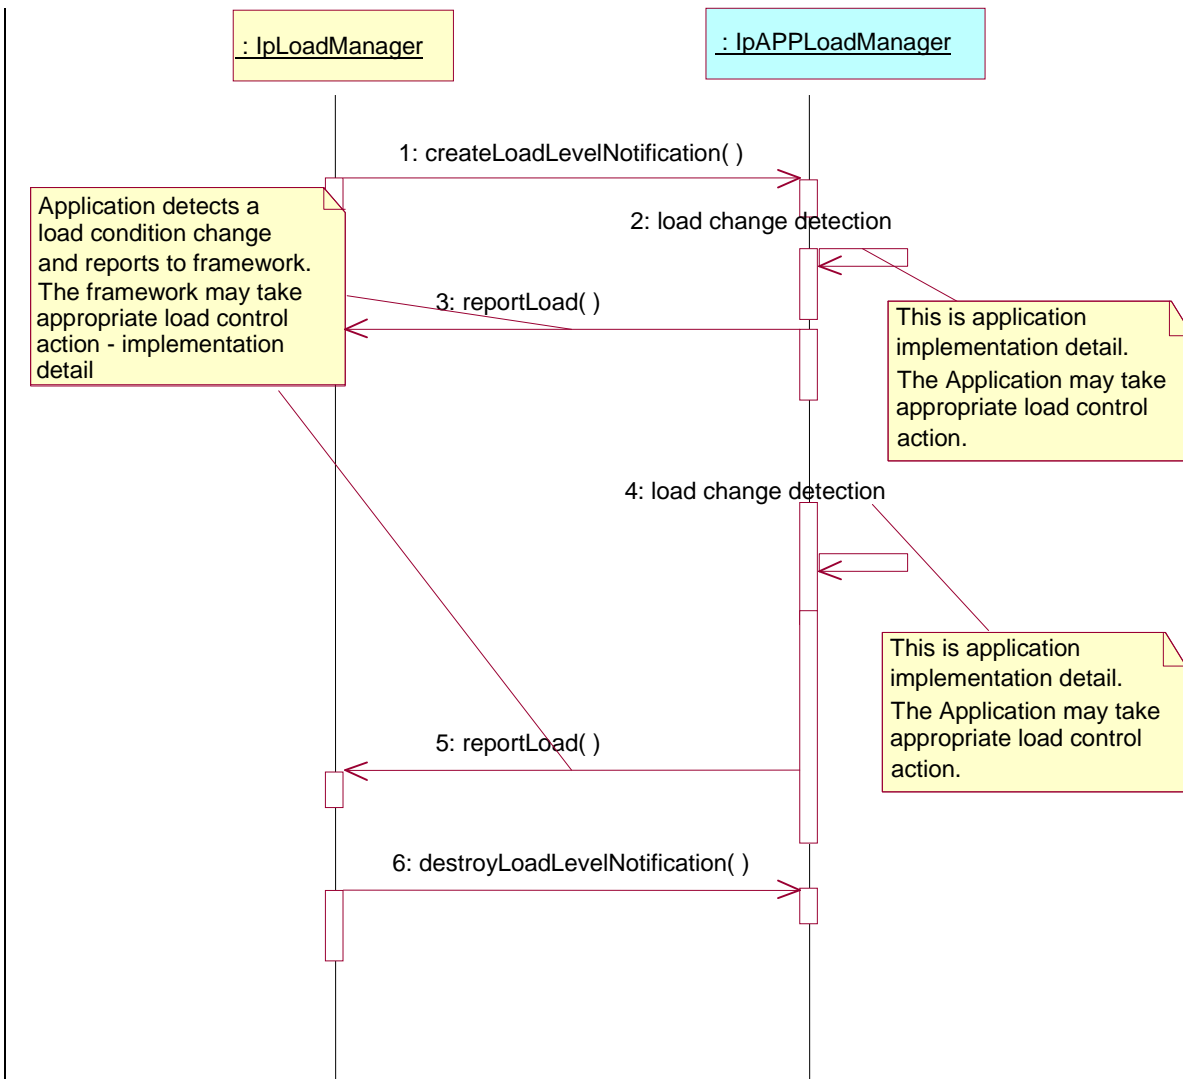 : IpLoadManager
: IpAPPLoadManager
1: createLoadLevelNotification( )
Application detects a
load condition change
and reports to framework.
The framework may take
appropriate load control
action - implementation
detail
2: load change detection
3: reportLoad( )
This is application
implementation detail.
The Application may take
appropriate load control
action.
4: load change detection
This is application
implementation detail.
The Application may take
appropriate load control
action.
5: reportLoad( )
6: destroyLoadLevelNotification( )